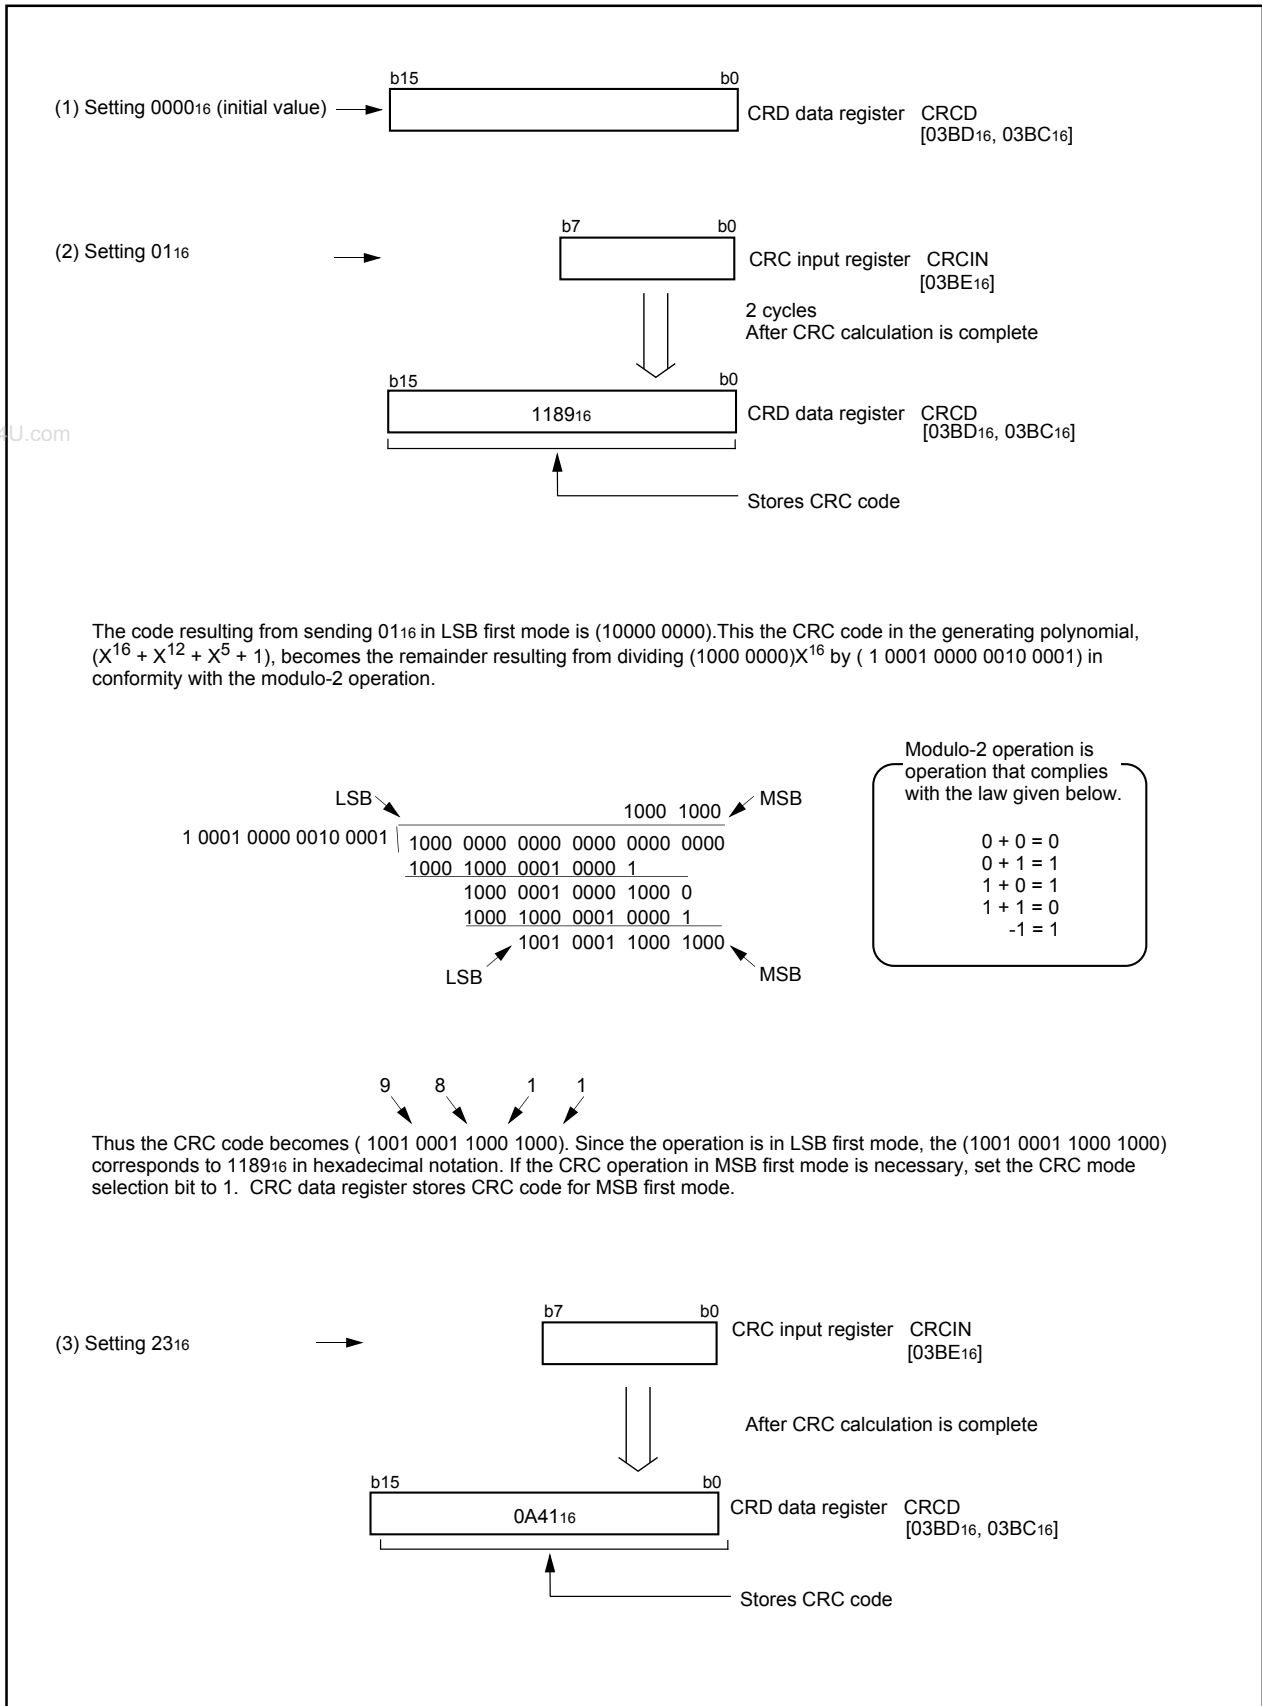 b15 b0
(1) Setting 000016 (initial value)
CRD data register CRCD
[03BD16, 03BC16]
b7 b0
(2) Setting 0116
CRC input register CRCIN
[03BE16]
2 cycles
After CRC calculation is complete
b15 b0
118916
CRD data register CRCD
[03BD16, 03BC16]
4U.com
Stores CRC code
The code resulting from sending 0116 in LSB first mode is (10000 0000).This the CRC code in the generating polynomial,
(X16 + X12 + X5 + 1), becomes the remainder resulting from dividing (1000 0000)X16 by ( 1 0001 0000 0010 0001) in
conformity with the modulo-2 operation.
LSB MSB
1000 1000
1 0001 0000 0010 0001 1000 0000 0000 0000 0000 0000
1000 1000 0001 0000 1
1000 0001 0000 1000 0
1000 1000 0001 0000 1
1001 0001 1000 1000
LSB MSB
Modulo-2 operation is
operation that complies
with the law given below.
0 + 0 = 0
0 + 1 = 1
1 + 0 = 1
1 + 1 = 0
-1 = 1
9 8 1 1
Thus the CRC code becomes ( 1001 0001 1000 1000). Since the operation is in LSB first mode, the (1001 0001 1000 1000)
corresponds to 118916 in hexadecimal notation. If the CRC operation in MSB first mode is necessary, set the CRC mode
selection bit to 1. CRC data register stores CRC code for MSB first mode.
b7 b0
(3) Setting 2316
CRC input register CRCIN
[03BE16]
After CRC calculation is complete
b15 b0
0A4116
CRD data register CRCD
[03BD16, 03BC16]
Stores CRC code